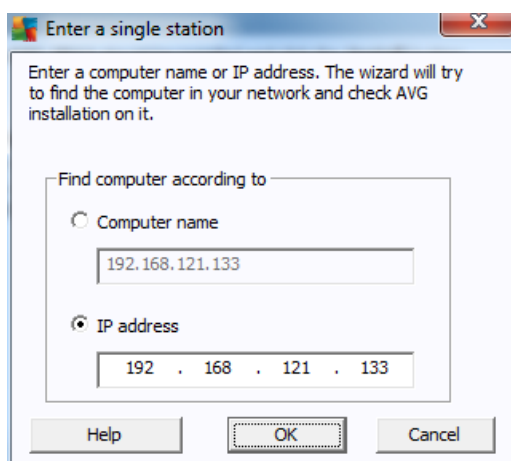 Enter a single station
Enter a computer name or IP address. The wizard will try
to find the computer in your network and check AVG
installation on it.
Find computer according to
Computer name
192.168.121.133
IP address
192 . 168 . 121 . 133
Help OK Cancel